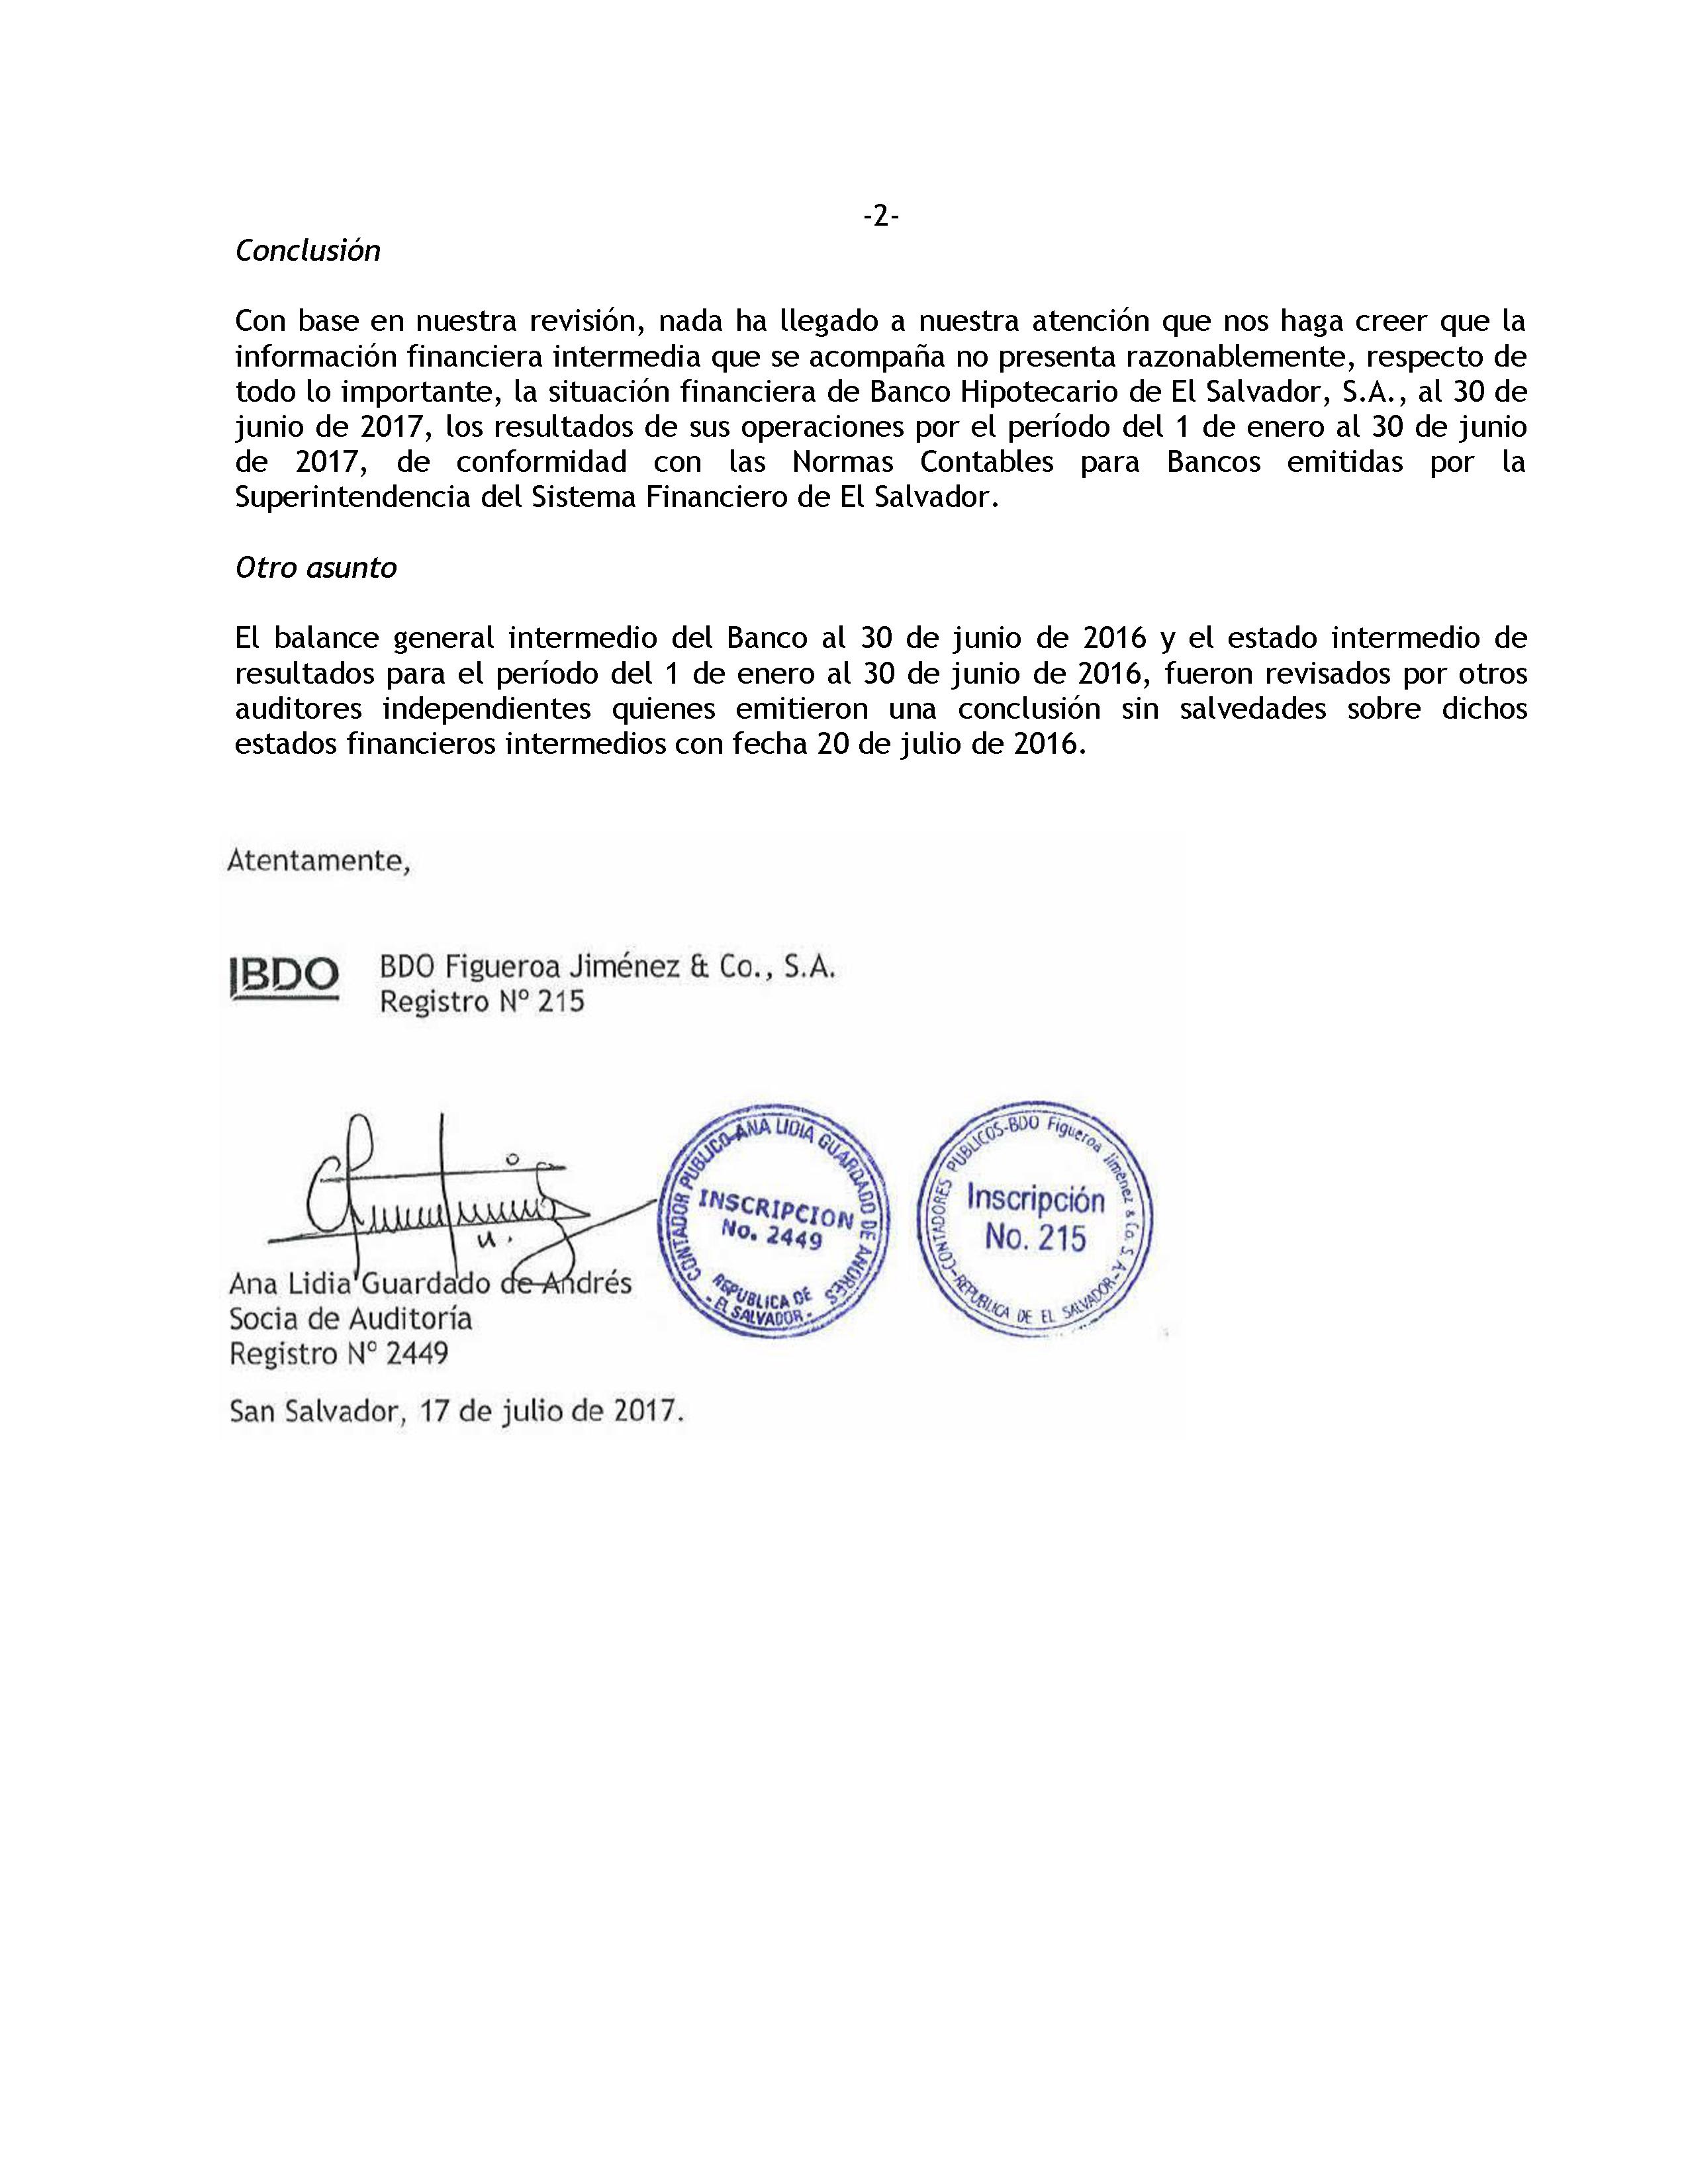 -2-
Conclusión
Con base en nuestra revisión, nada ha llegado a nuestra atención que nos haga creer que la
información financiera intermedia que se acompaña no presenta razonablemente, respecto de
todo lo importante, la situación financiera de Banco Hipotecario de El Salvador, S.A., al 30 de
junio de 2017, los resultados de sus operaciones por el período del 1 de enero al 30 de junio
de 2017, de conformidad con las Normas Contables para Bancos emitidas por la
Superintendencia del Sistema Financiero de El Salvador.
Otro asunto
El balance general intermedio del Banco al 30 de junio de 2016 y el estado intermedio de
resultados para el período del 1 de enero al 30 de junio de 2016, fueron revisados por otros
auditores independientes quienes emitieron una conclusión sin salvedades sobre dichos
estados financieros intermedios con fecha 20 de julio de 2016.
Atentamente,
BDO
BDO Figueroa Jiménez & Co., S.A.
Registro Nº 215
CONTADOR PUBLICO-ANA LIDIA GUARDADO DE ANDRES
INSCRIPCION
No. 2449
REPUBLICA DE
- EL SALVADOR -
CONTADORES PUBLICOS-BDO Figueroa Jiménez & Co. S.A.
Inscripción
No. 215
-REPUBLICA DE EL SALVADOR-
Ana Lidia Guardado de Andrés
Socia de Auditoría
Registro Nº 2449
San Salvador, 17 de julio de 2017.